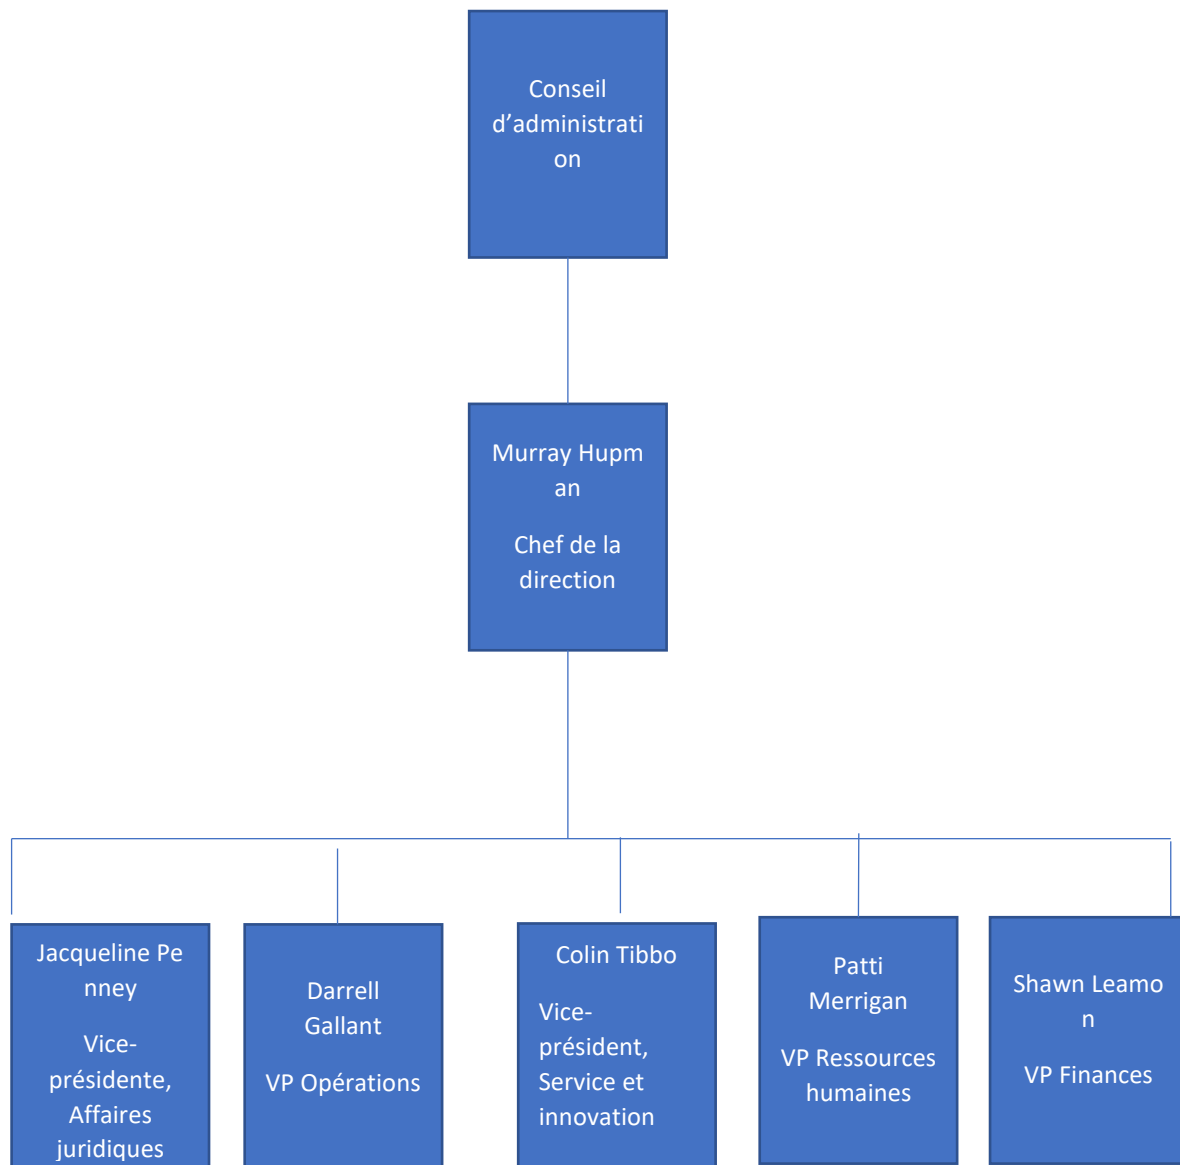 Conseil
d’administrati
on
Murray Hupm
an
Chef de la
direction
Jacqueline Pe
nney
Vice-
présidente,
Affaires
juridiques
Darrell
Gallant
VP Opérations
Colin Tibbo
Vice-
président,
Service et
innovation
Patti
Merrigan
VP Ressources
humaines
Shawn Leamo
n
VP Finances